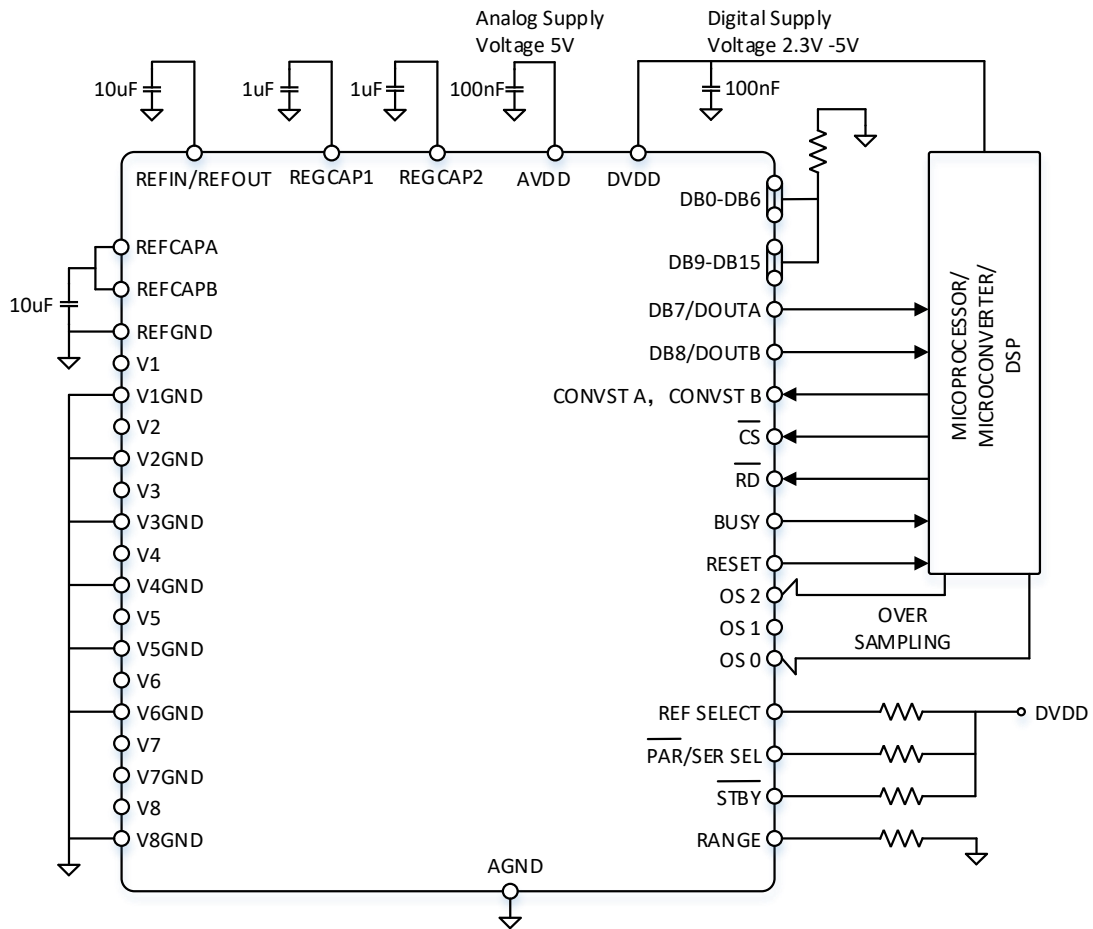 Analog Supply
Voltage 5V
Digital Supply
Voltage 2.3V -5V
10uF
1uF
1uF
100nF
100nF
REFIN/REFOUT
REGCAP1
REGCAP2
AVDD
DVDD
DB0-DB6
DB9-DB15
DB7/DOUTA
DB8/DOUTB
CONVST A, CONVST B
CS
RD
BUSY
RESET
OS 2
OS 1
OS 0
OVER
SAMPLING
REF SELECT
PAR/SER SEL
STBY
RANGE
DVDD
MICOPROCESSOR/
MICROCONVERTER/
DSP
REFCAPA
REFCAPB
10uF
REFGND
V1
V1GND
V2
V2GND
V3
V3GND
V4
V4GND
V5
V5GND
V6
V6GND
V7
V7GND
V8
V8GND
AGND